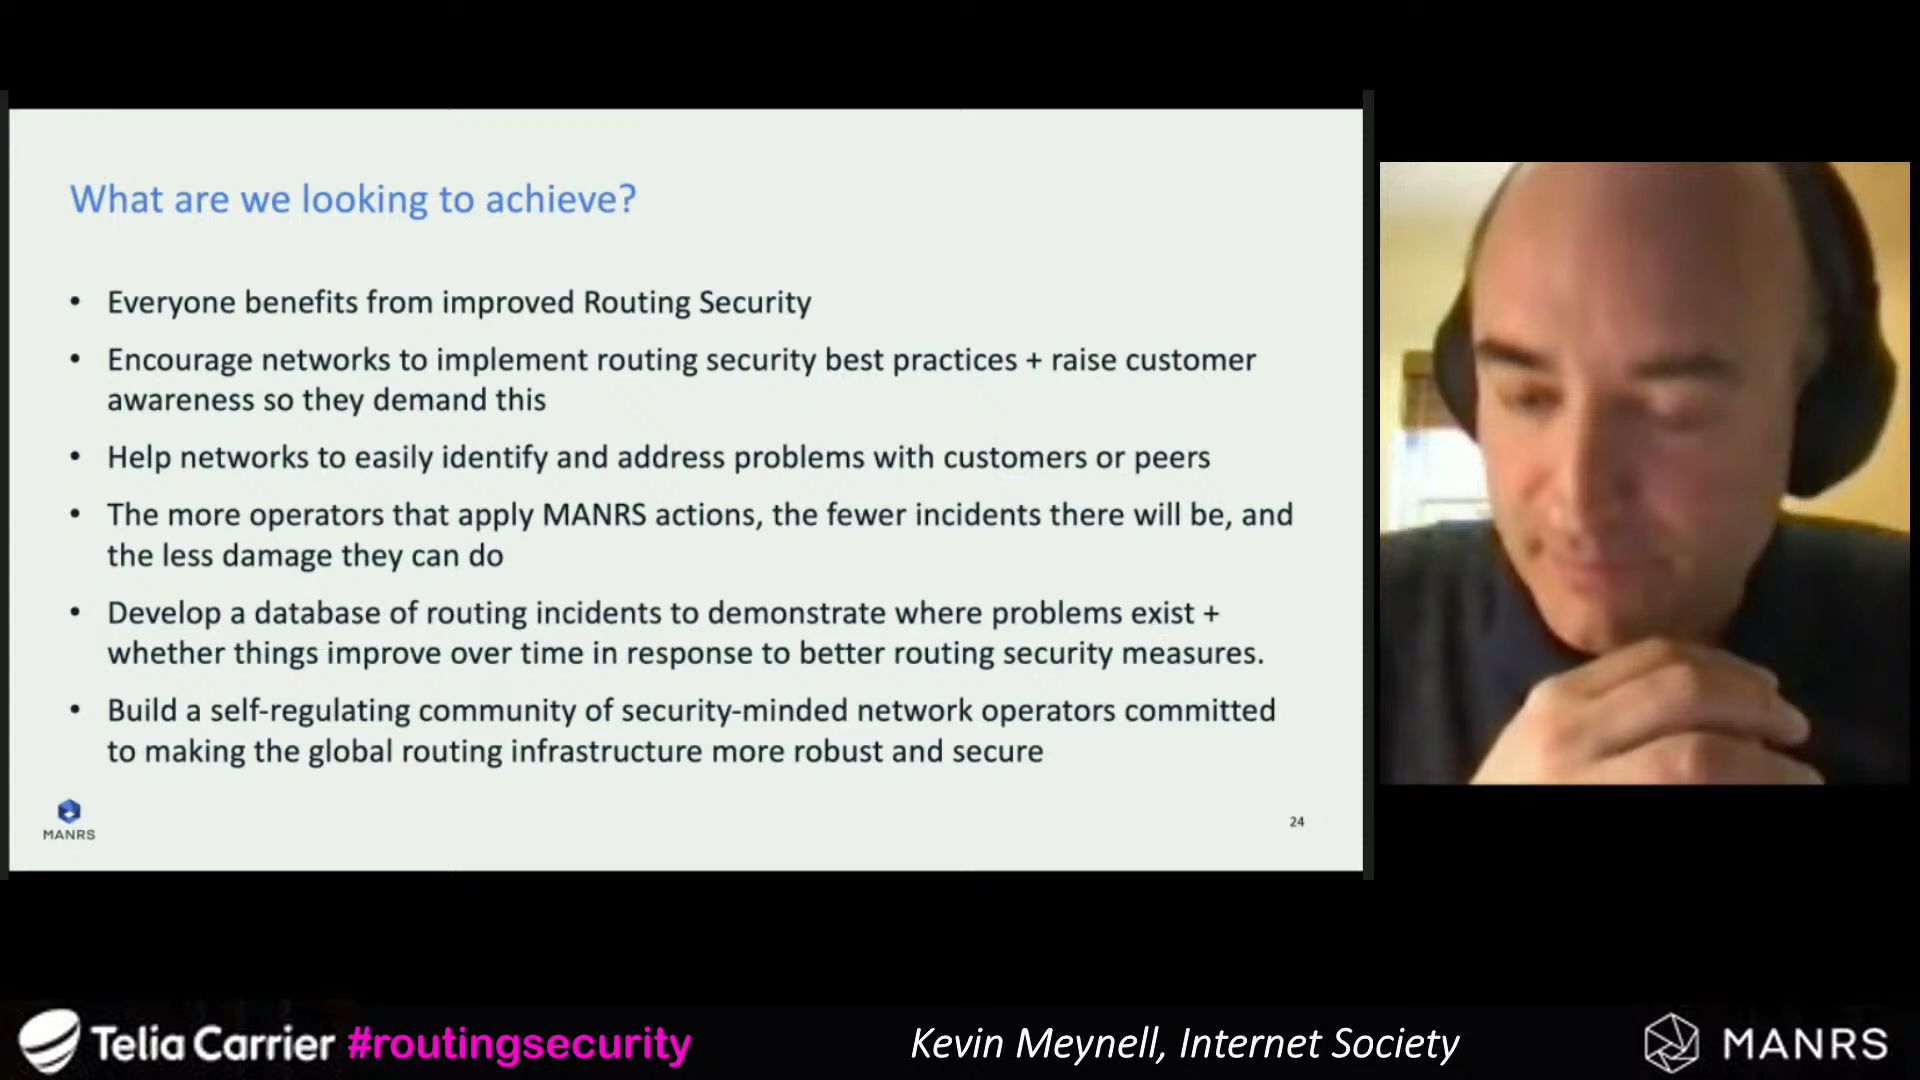 What are we looking to achieve?
• Everyone benefits from improved Routing Security
• Encourage networks to implement routing security best practices + raise customer
awareness so they demand this
• Help networks to easily identify and address problems with customers or peers
• The more operators that apply MANRS actions, the fewer incidents there will be, and
the less damage they can do
• Develop a database of routing incidents to demonstrate where problems exist +
whether things improve over time in response to better routing security measures.
• Build a self-regulating community of security-minded network operators committed
to making the global routing infrastructure more robust and secure
MANRS
24
Telia Carrier #routingsecurity
Kevin Meynell, Internet Society
MANRS